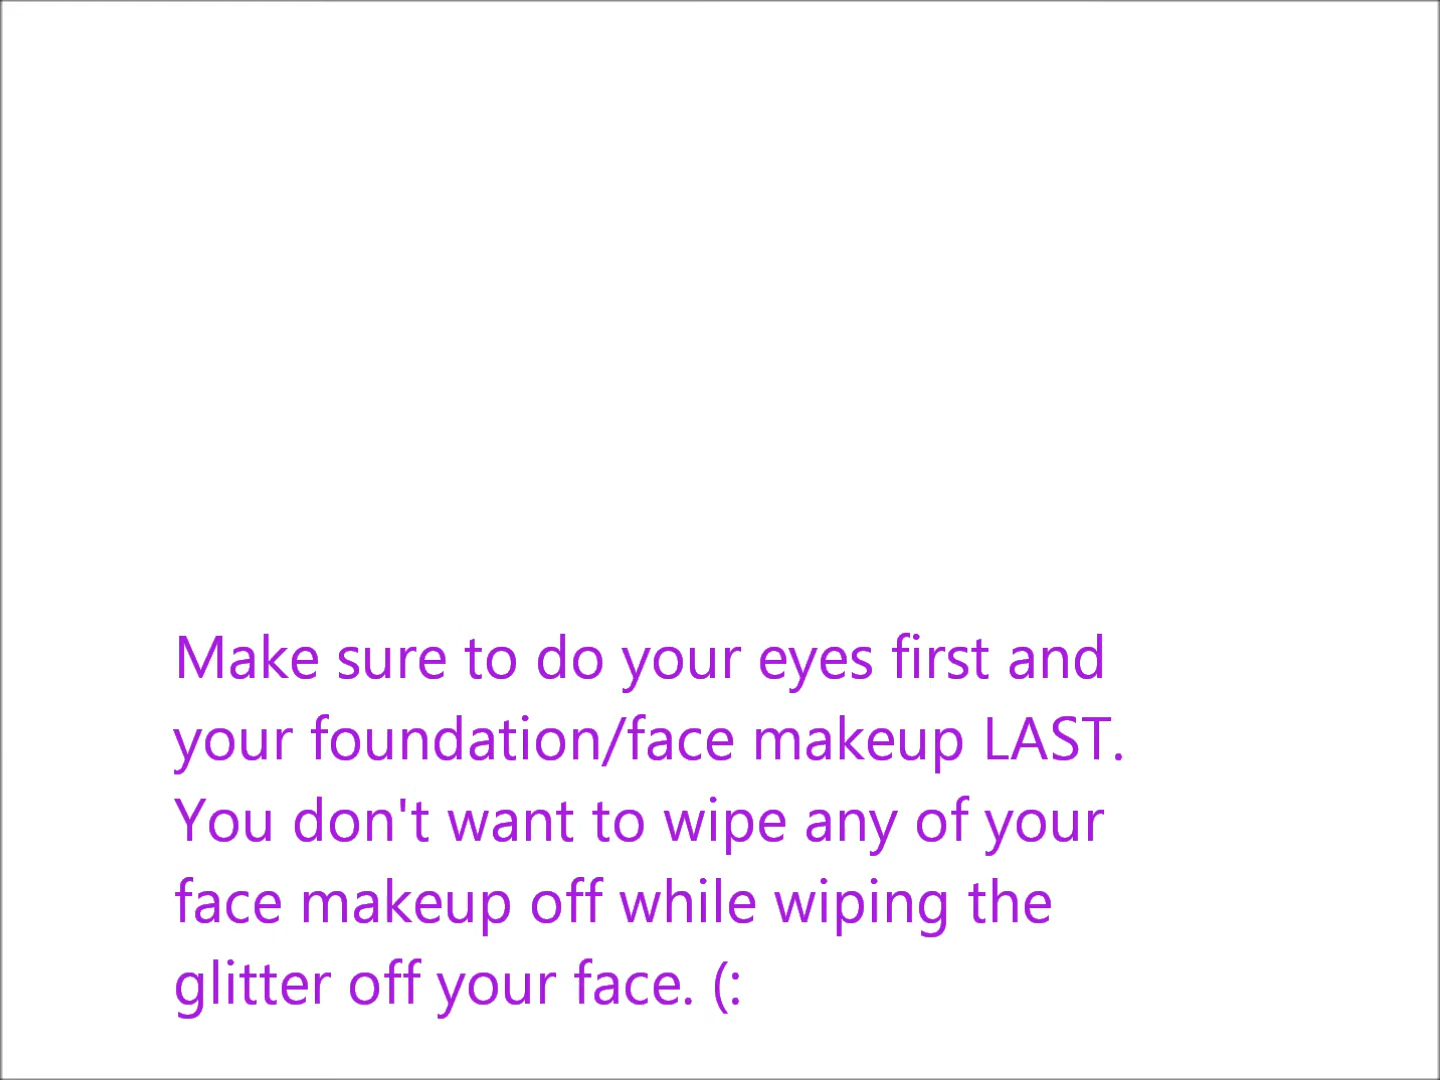 Make sure to do your eyes first and
your foundation/face makeup LAST.
You don't want to wipe any of your
face makeup off while wiping the
glitter off your face. (: